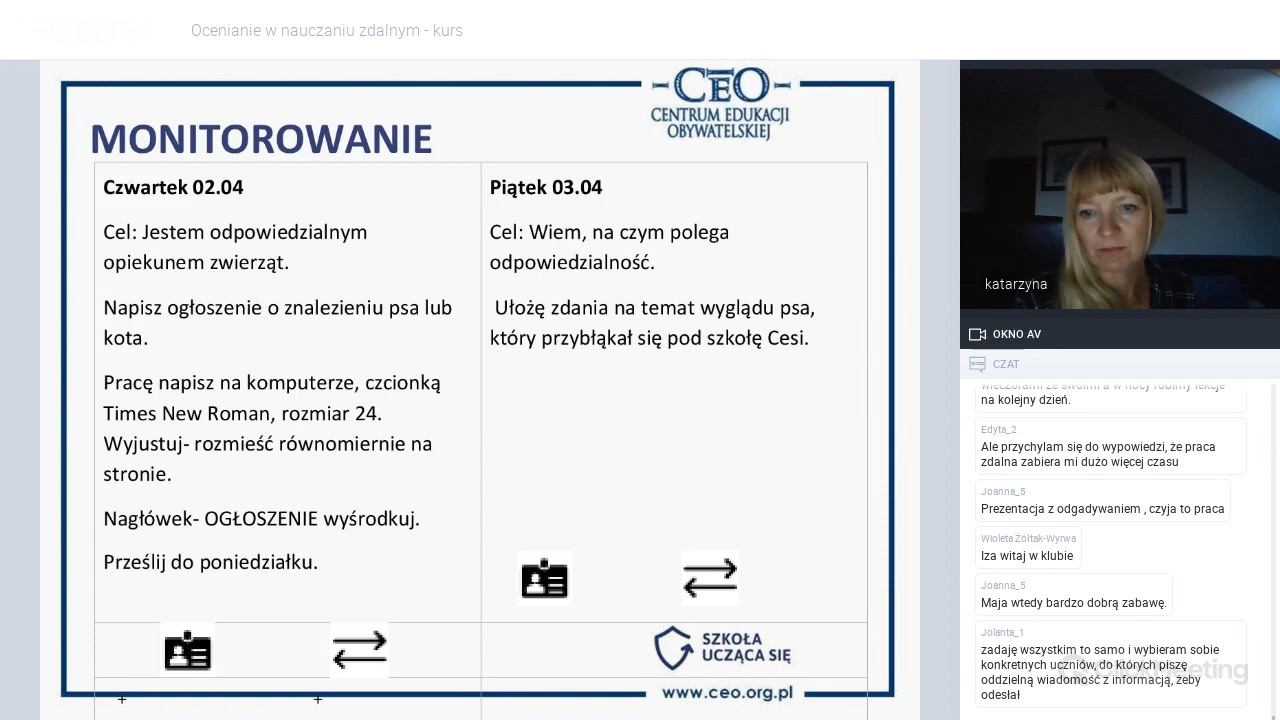 Ocenianie w nauczaniu zdalnym - kurs
CEO
CENTRUM EDUKACJI
OBYWATELSKIEJ
MONITOROWANIE
Czwartek 02.04
Cel: Jestem odpowiedzialnym
opiekunem zwierząt.
Napisz ogłoszenie o znalezieniu psa lub
kota.
Pracę napisz na komputerze, czcionką
Times New Roman, rozmiar 24.
Wyjustuj- rozmieść równomiernie na
stronie.
Nagłówek- OGŁOSZENIE wyśrodkuj.
Prześlij do poniedziałku.
Piątek 03.04
Cel: Wiem, na czym polega
odpowiedzialność.
Ułożę zdania na temat wyglądu psa,
który przybłąkał się pod szkołę Cesi.
SZKOŁA
UCZĄCA SIĘ
www.ceo.org.pl
+ +
katarzyna
OKNO AV
CZAT
wieczorami ze swoimi a w nocy robimy lekcje
na kolejny dzień.
Edyta_2
Ale przychylam się do wypowiedzi, że praca
zdalna zabiera mi dużo więcej czasu
Joanna_5
Prezentacja z odgadywaniem , czyja to praca
Wioleta Żółtak-Wyrwa
Iza witaj w klubie
Joanna_5
Maja wtedy bardzo dobrą zabawę.
Jolanta_1
zadaję wszystkim to samo i wybieram sobie
konkretnych uczniów, do których piszę
oddzielną wiadomość z informacją, żeby
odesłał